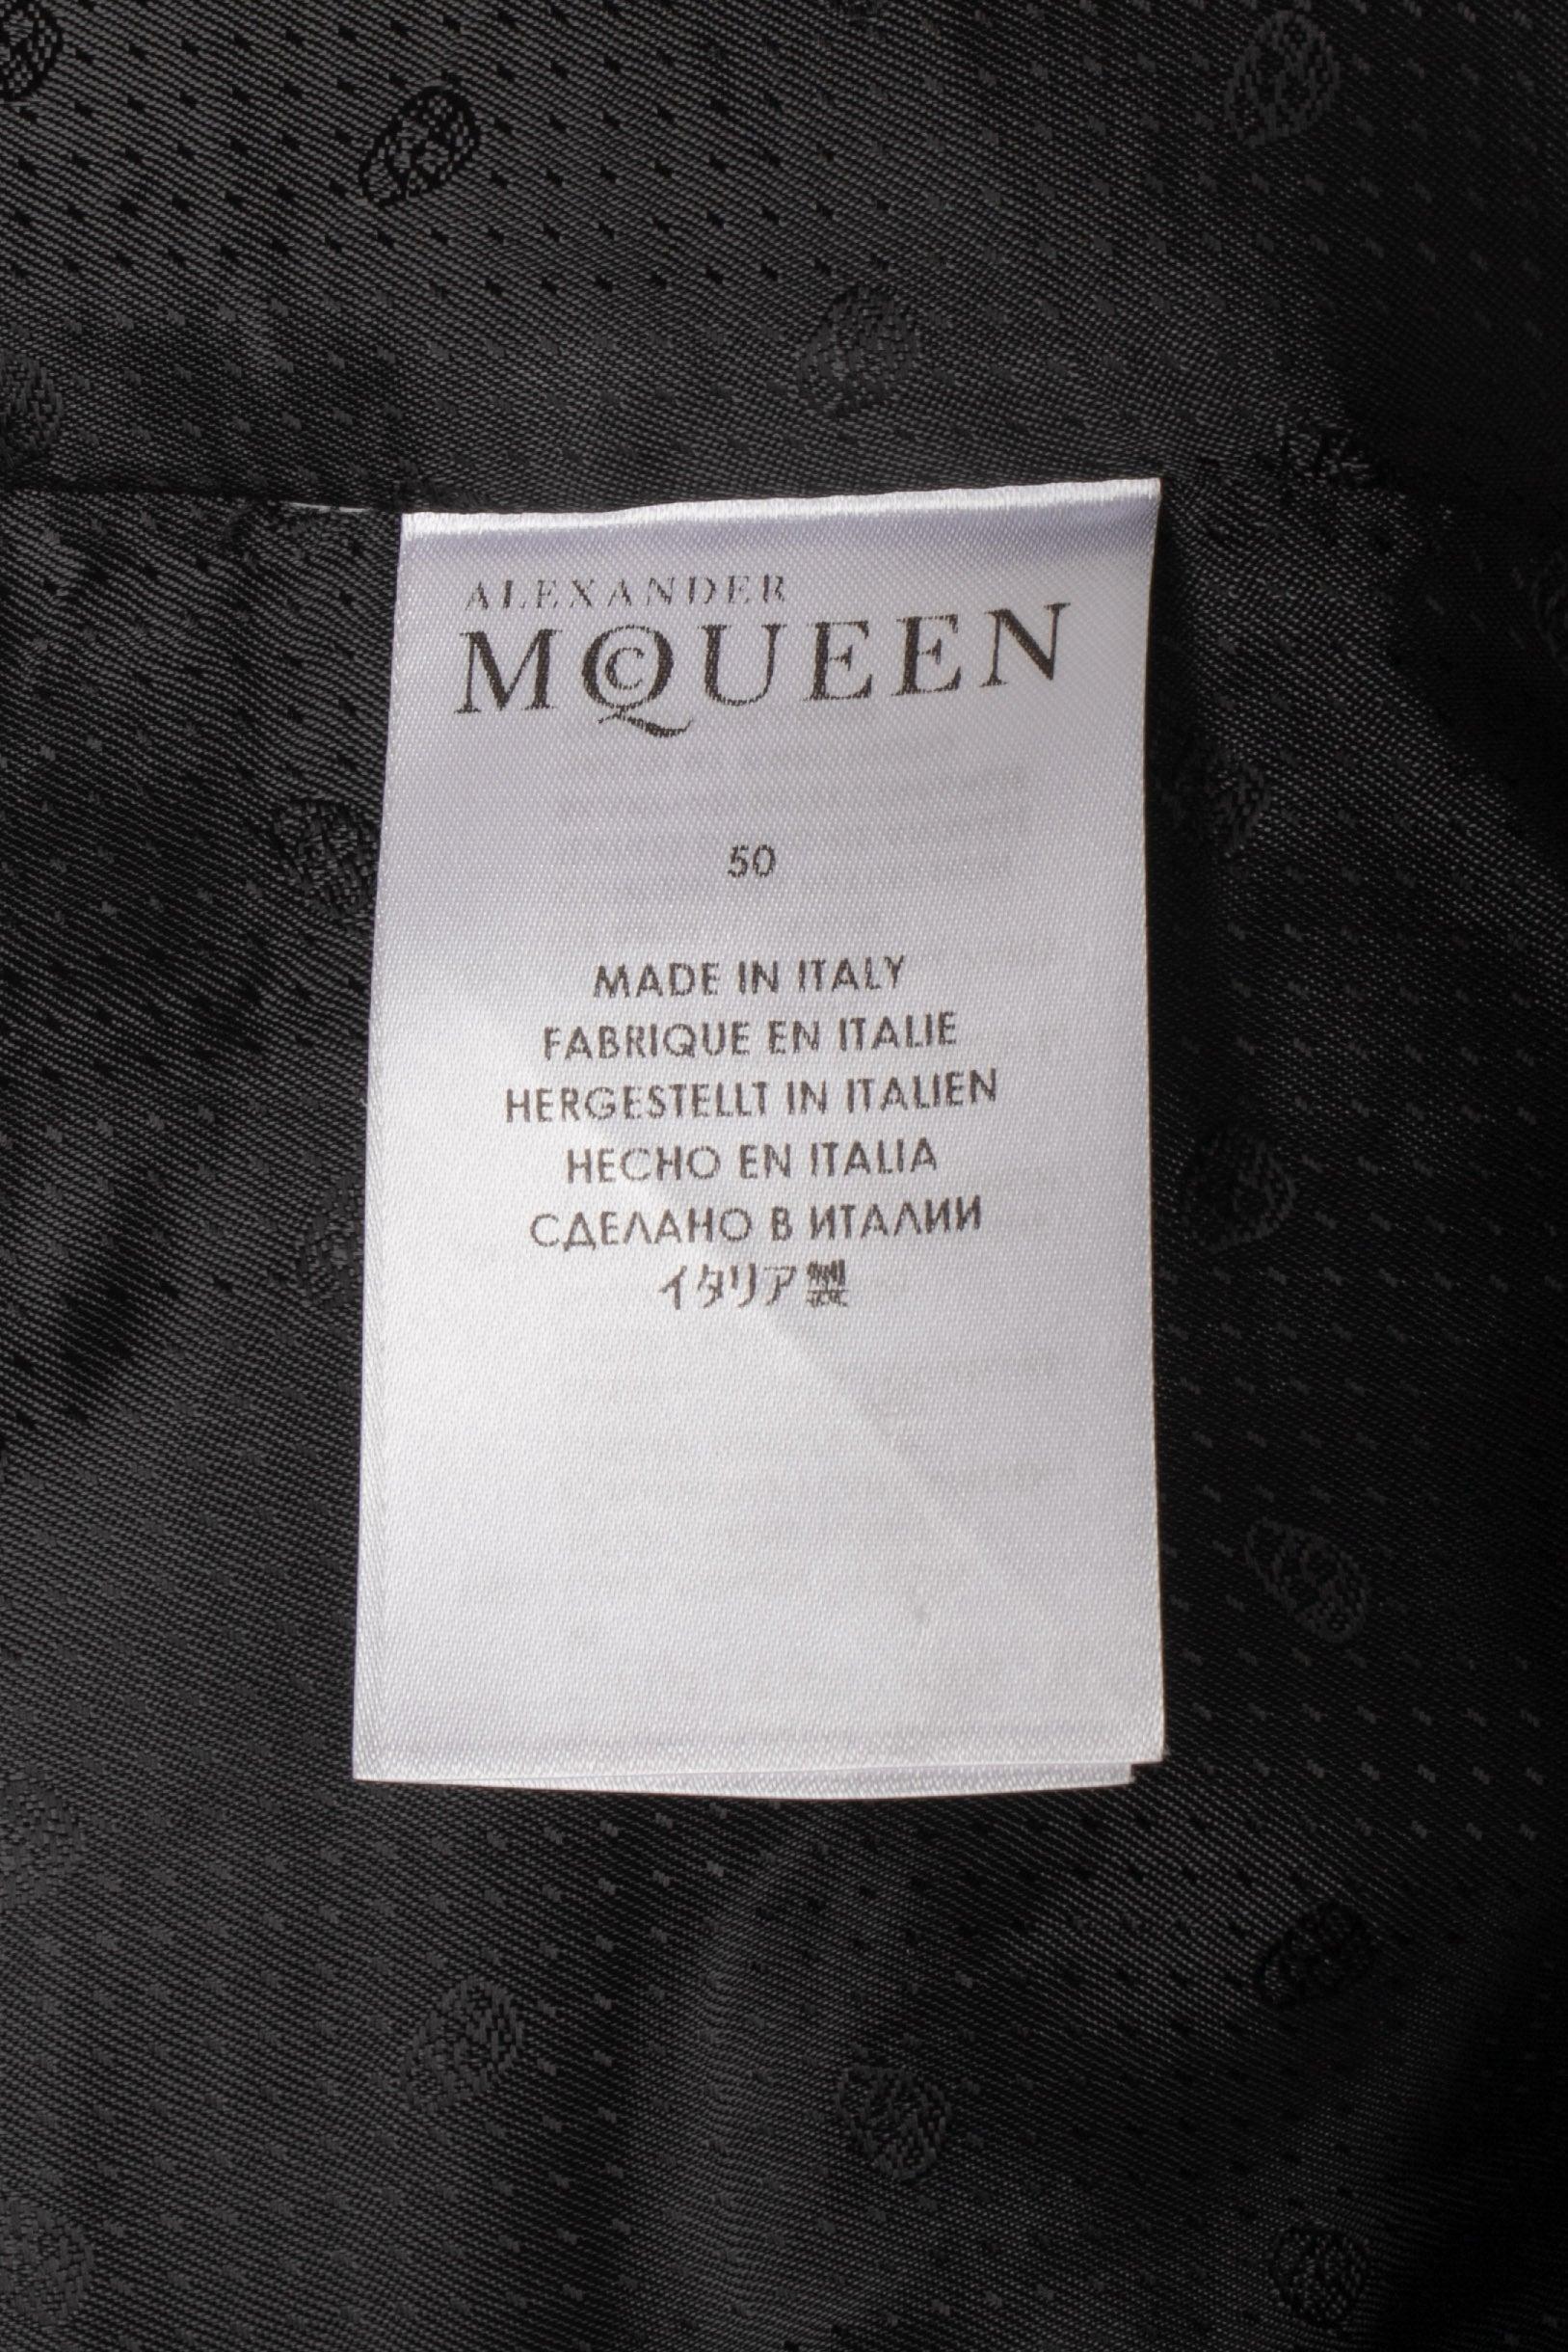 ALEXANDER
McQUEEN
50
MADE IN ITALY
FABRIQUE EN ITALIE
HERGESTELLT IN ITALIEN
HECHO EN ITALIA
СДЕЛАНО В ИТАЛИИ
イタリア製